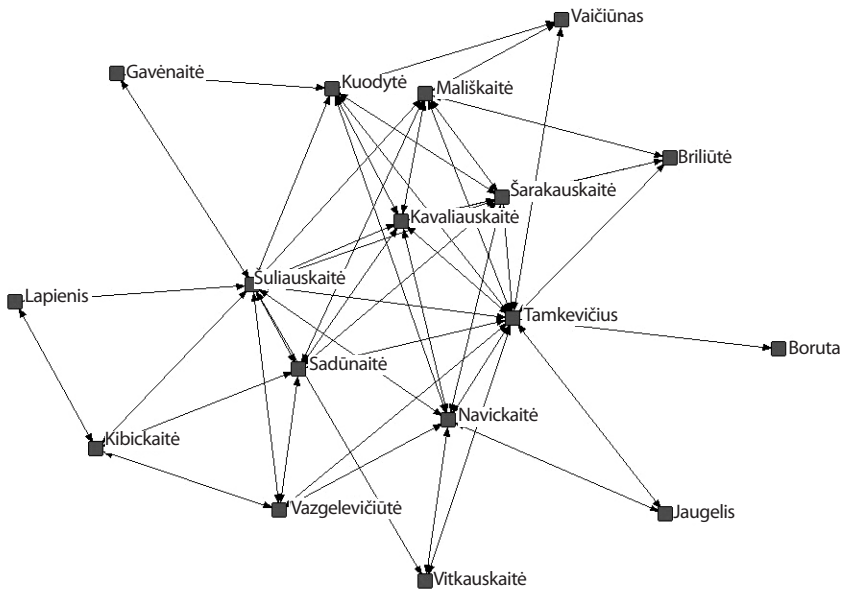 Vaičiūnas
Gavėnaitė
Kuodytė
Mališkaitė
Briliūtė
Šarakauskaitė
Kavaliauskaitė
Šuliauskaitė
Lapienis
Tamkevičius
Boruta
Sadūnaitė
Navickaitė
Kibickaitė
Vazgelevičiūtė
Jaugelis
Vitkauskaitė